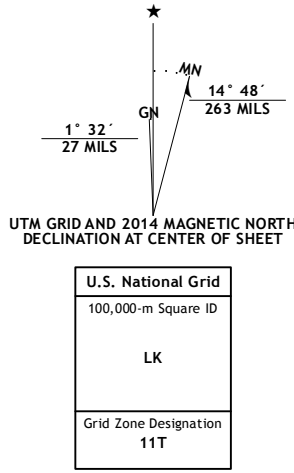 MN
GN
14° 48´
263 MILS
1° 32´
27 MILS
UTM GRID AND 2014 MAGNETIC NORTH
DECLINATION AT CENTER OF SHEET
U.S. National Grid
100,000-m Square ID
LK
Grid Zone Designation
11T